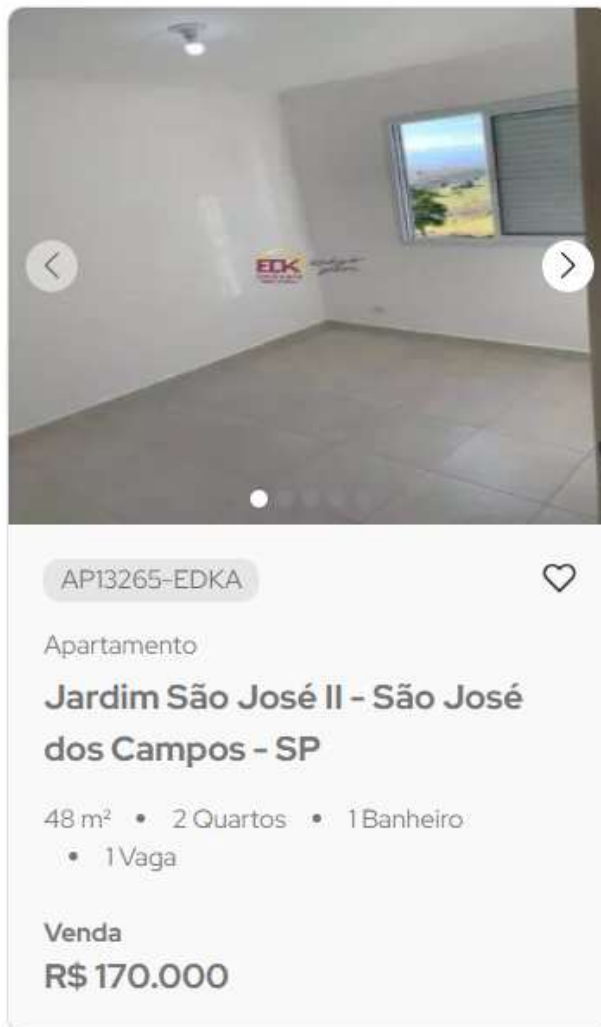 EDK
AP13265-EDKA
Apartamento
Jardim São José II - São José
dos Campos - SP
48 m² • 2 Quartos • 1 Banheiro
• 1 Vaga
Venda
R$ 170.000